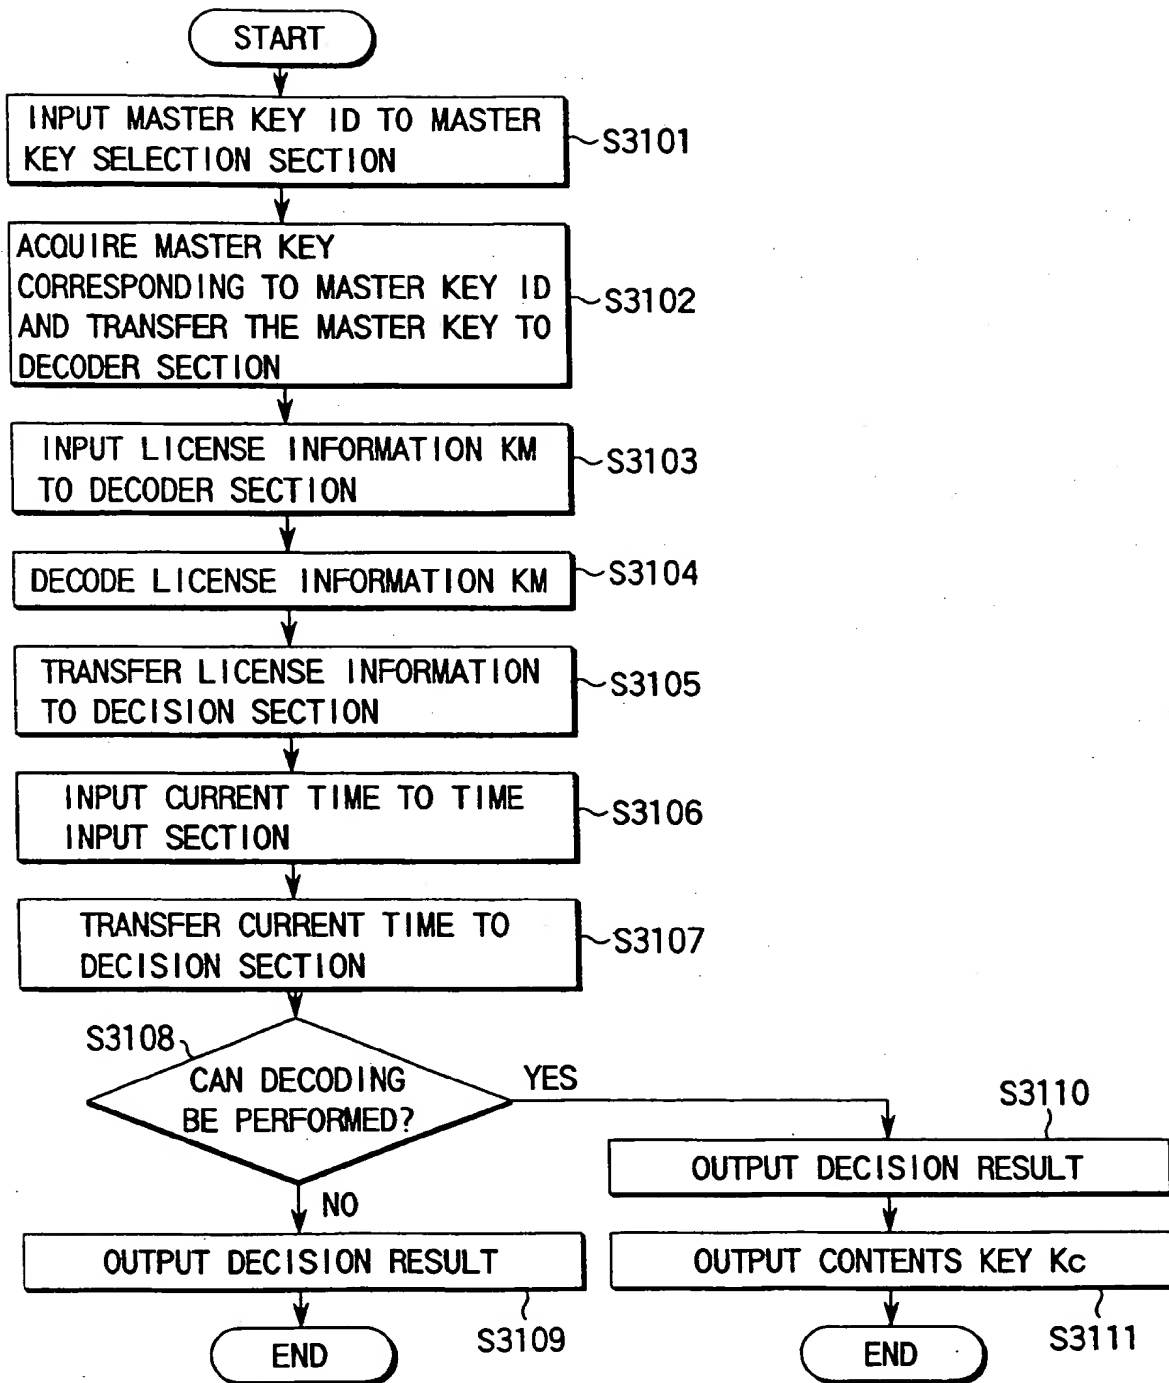 START
INPUT MASTER KEY ID TO MASTER
KEY SELECTION SECTION
S3101
ACQUIRE MASTER KEY
CORRESPONDING TO MASTER KEY ID
AND TRANSFER THE MASTER KEY TO
DECODER SECTION
S3102
INPUT LICENSE INFORMATION KM
TO DECODER SECTION
S3103
DECODE LICENSE INFORMATION KM
S3104
TRANSFER LICENSE INFORMATION
TO DECISION SECTION
S3105
INPUT CURRENT TIME TO TIME
INPUT SECTION
S3106
TRANSFER CURRENT TIME TO
DECISION SECTION
S3107
S3108
CAN DECODING
BE PERFORMED?
YES
NO
OUTPUT DECISION RESULT
S3109
END
S3110
OUTPUT DECISION RESULT
OUTPUT CONTENTS KEY Kc
S3111
END